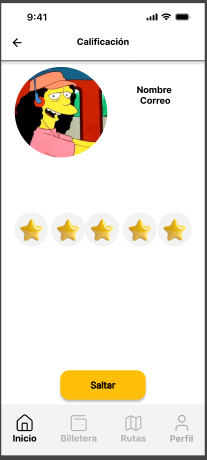 9:41
Calificación
Nombre
Correo
Saltar
Inicio Billetera Rutas Perfil